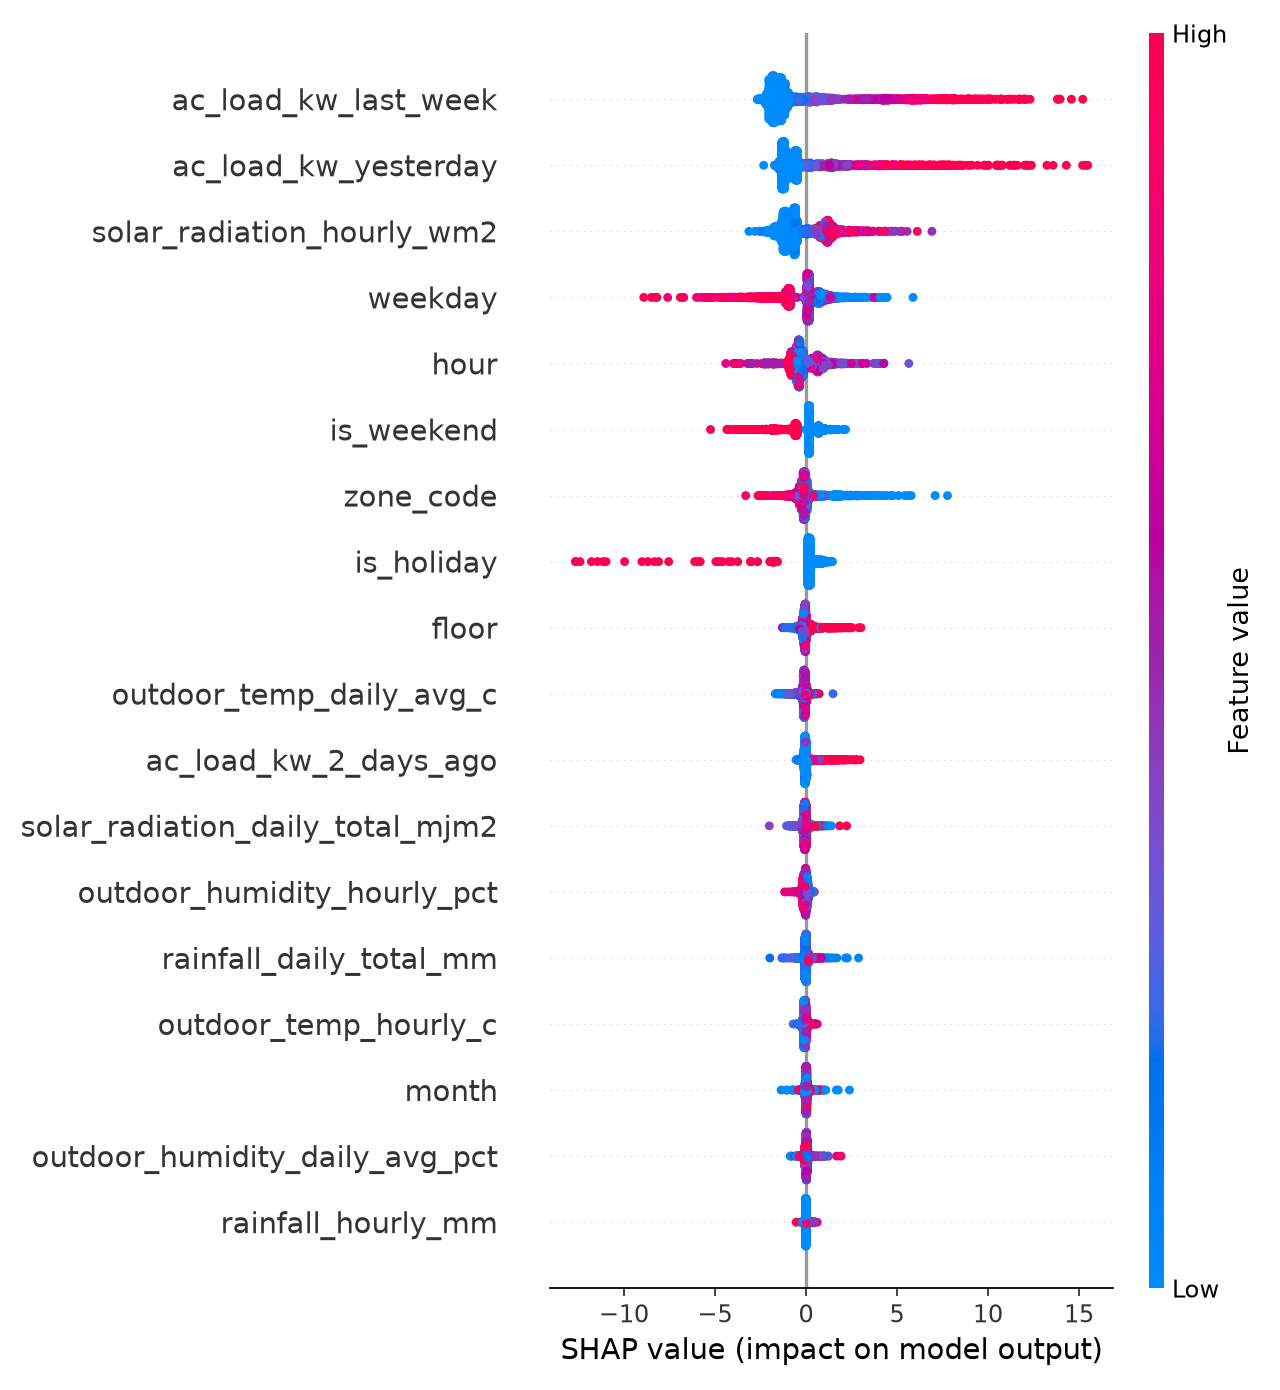 High
ac_load_kw_last_week
ac_load_kw_yesterday
solar_radiation_hourly_wm2
weekday
hour
is_weekend
zone_code
is_holiday
floor
outdoor_temp_daily_avg_c
ac_load_kw_2_days_ago
solar_radiation_daily_total_mjm2
outdoor_humidity_hourly_pct
rainfall_daily_total_mm
outdoor_temp_hourly_c
month
outdoor_humidity_daily_avg_pct
rainfall_hourly_mm
Feature value
Low
−10 −5 0 5 10 15
SHAP value (impact on model output)